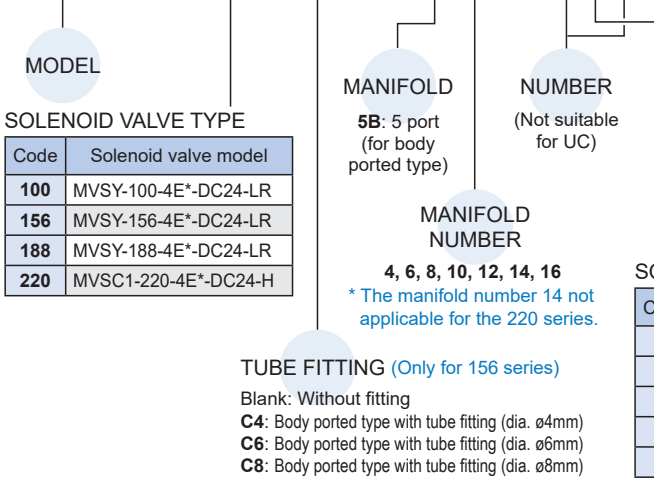 MODEL
SOLENOID VALVE TYPE
Code Solenoid valve model
100 MVSY-100-4E*-DC24-LR
156 MVSY-156-4E*-DC24-LR
188 MVSY-188-4E*-DC24-LR
220 MVSC1-220-4E*-DC24-H
MANIFOLD
5B: 5 port
(for body
ported type)
NUMBER
(Not suitable
for UC)
MANIFOLD
NUMBER
4, 6, 8, 10, 12, 14, 16
* The manifold number 14 not
applicable for the 220 series.
TUBE FITTING (Only for 156 series)
Blank: Without fitting
C4: Body ported type with tube fitting (dia. ø4mm)
C6: Body ported type with tube fitting (dia. ø6mm)
C8: Body ported type with tube fitting (dia. ø8mm)